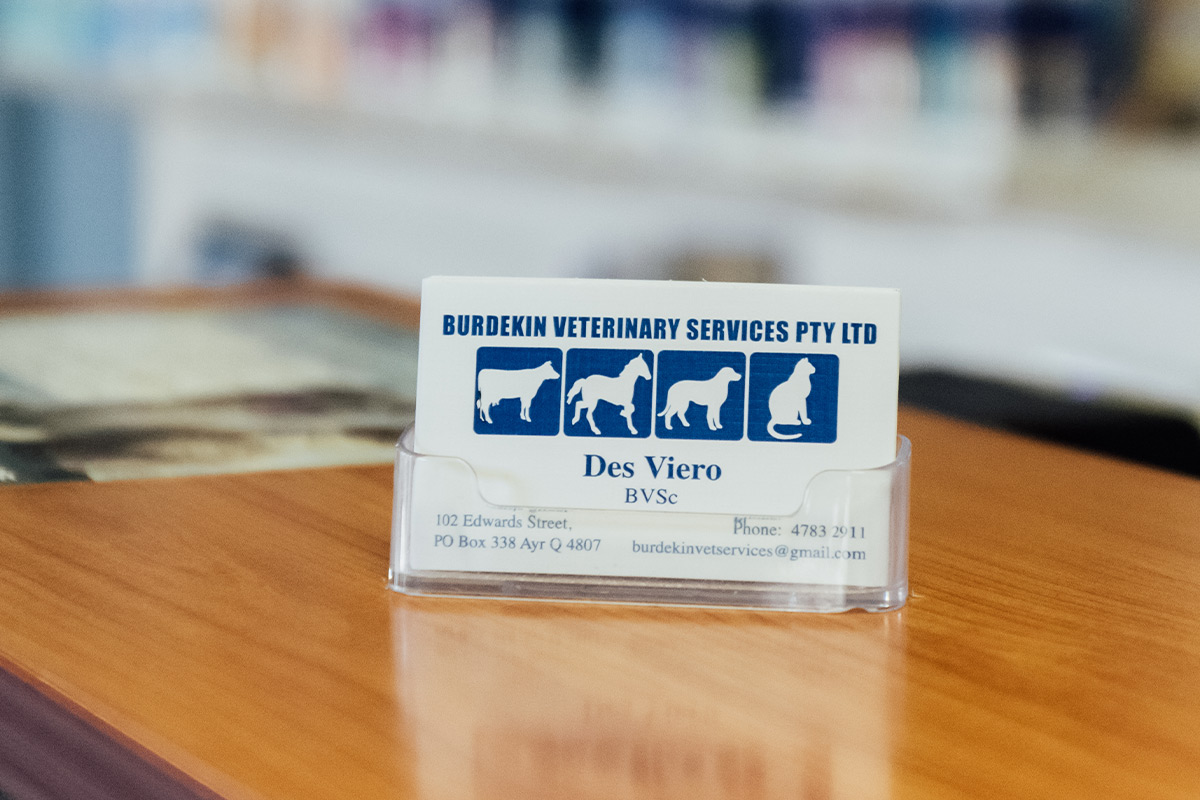 BURDEKIN VETERINARY SERVICES PTY LTD
Des Viero
BVSc
102 Edwards Street,
Phone: 4783 2911
PO Box 338 Ayr Q 4807
burdekinvetservices@gmail.com